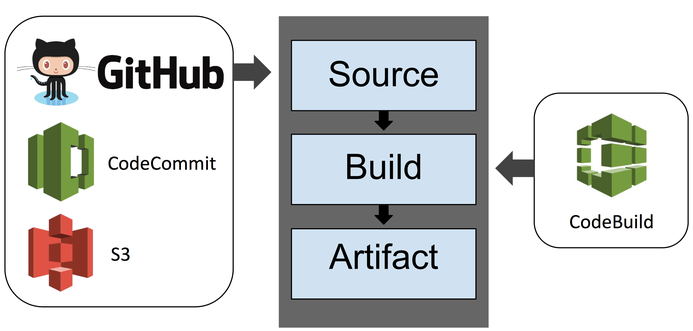 GitHub
CodeCommit
S3
Source
Build
Artifact
CodeBuild